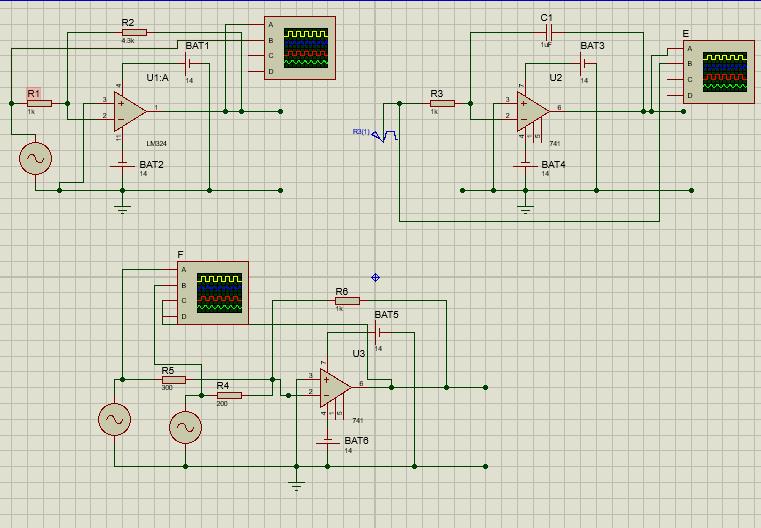 R2
4.3k
A
B
C
D
BAT1
14
U1:A
4
3
2
1
11
LM324
R1
1k
BAT2
14
C1
1uF
E
A
B
C
D
BAT3
14
U2
7
R3
1k
3
2
6
R3(1)
4
1
5
741
BAT4
14
F
A
B
C
D
R6
1k
BAT5
14
U3
7
R5
300
R4
200
3
2
6
4
1
5
741
BAT6
14